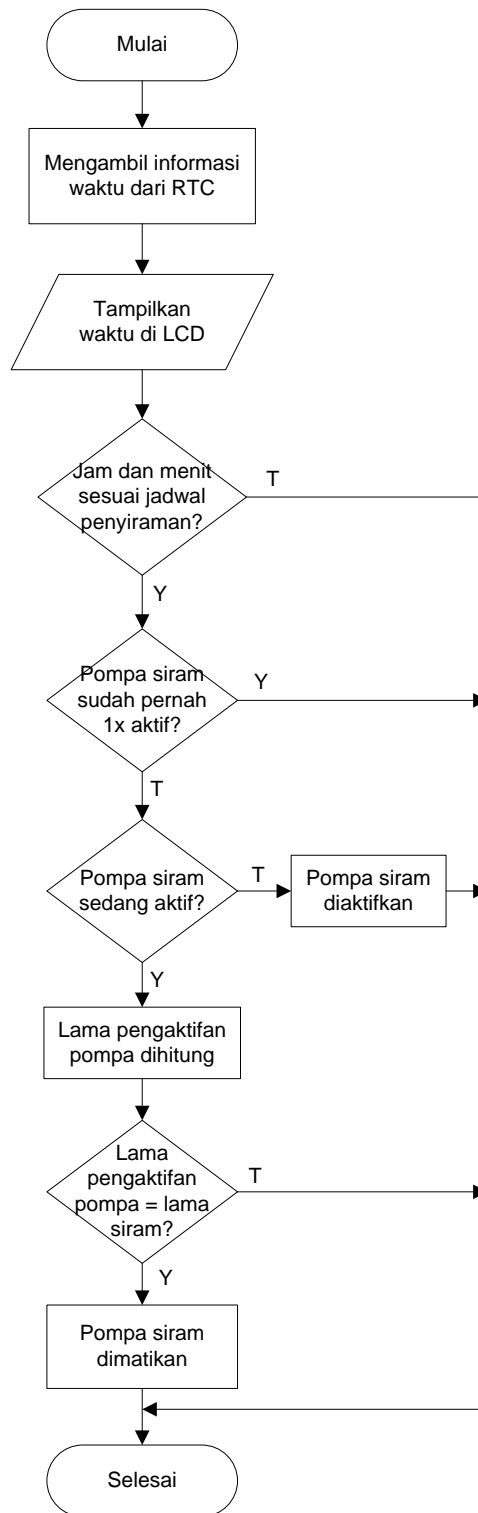 Mulai
Mengambil informasi
waktu dari RTC
Tampilkan
waktu di LCD
Jam dan menit
sesuai jadwal
penyiraman?
T
Y
Pompa siram
sudah pernah
1x aktif?
Y
T
Pompa siram
sedang aktif?
T
Pompa siram
diaktifkan
Y
Lama pengaktifan
pompa dihitung
Lama
pengaktifan
pompa = lama
siram?
T
Y
Pompa siram
dimatikan
Selesai